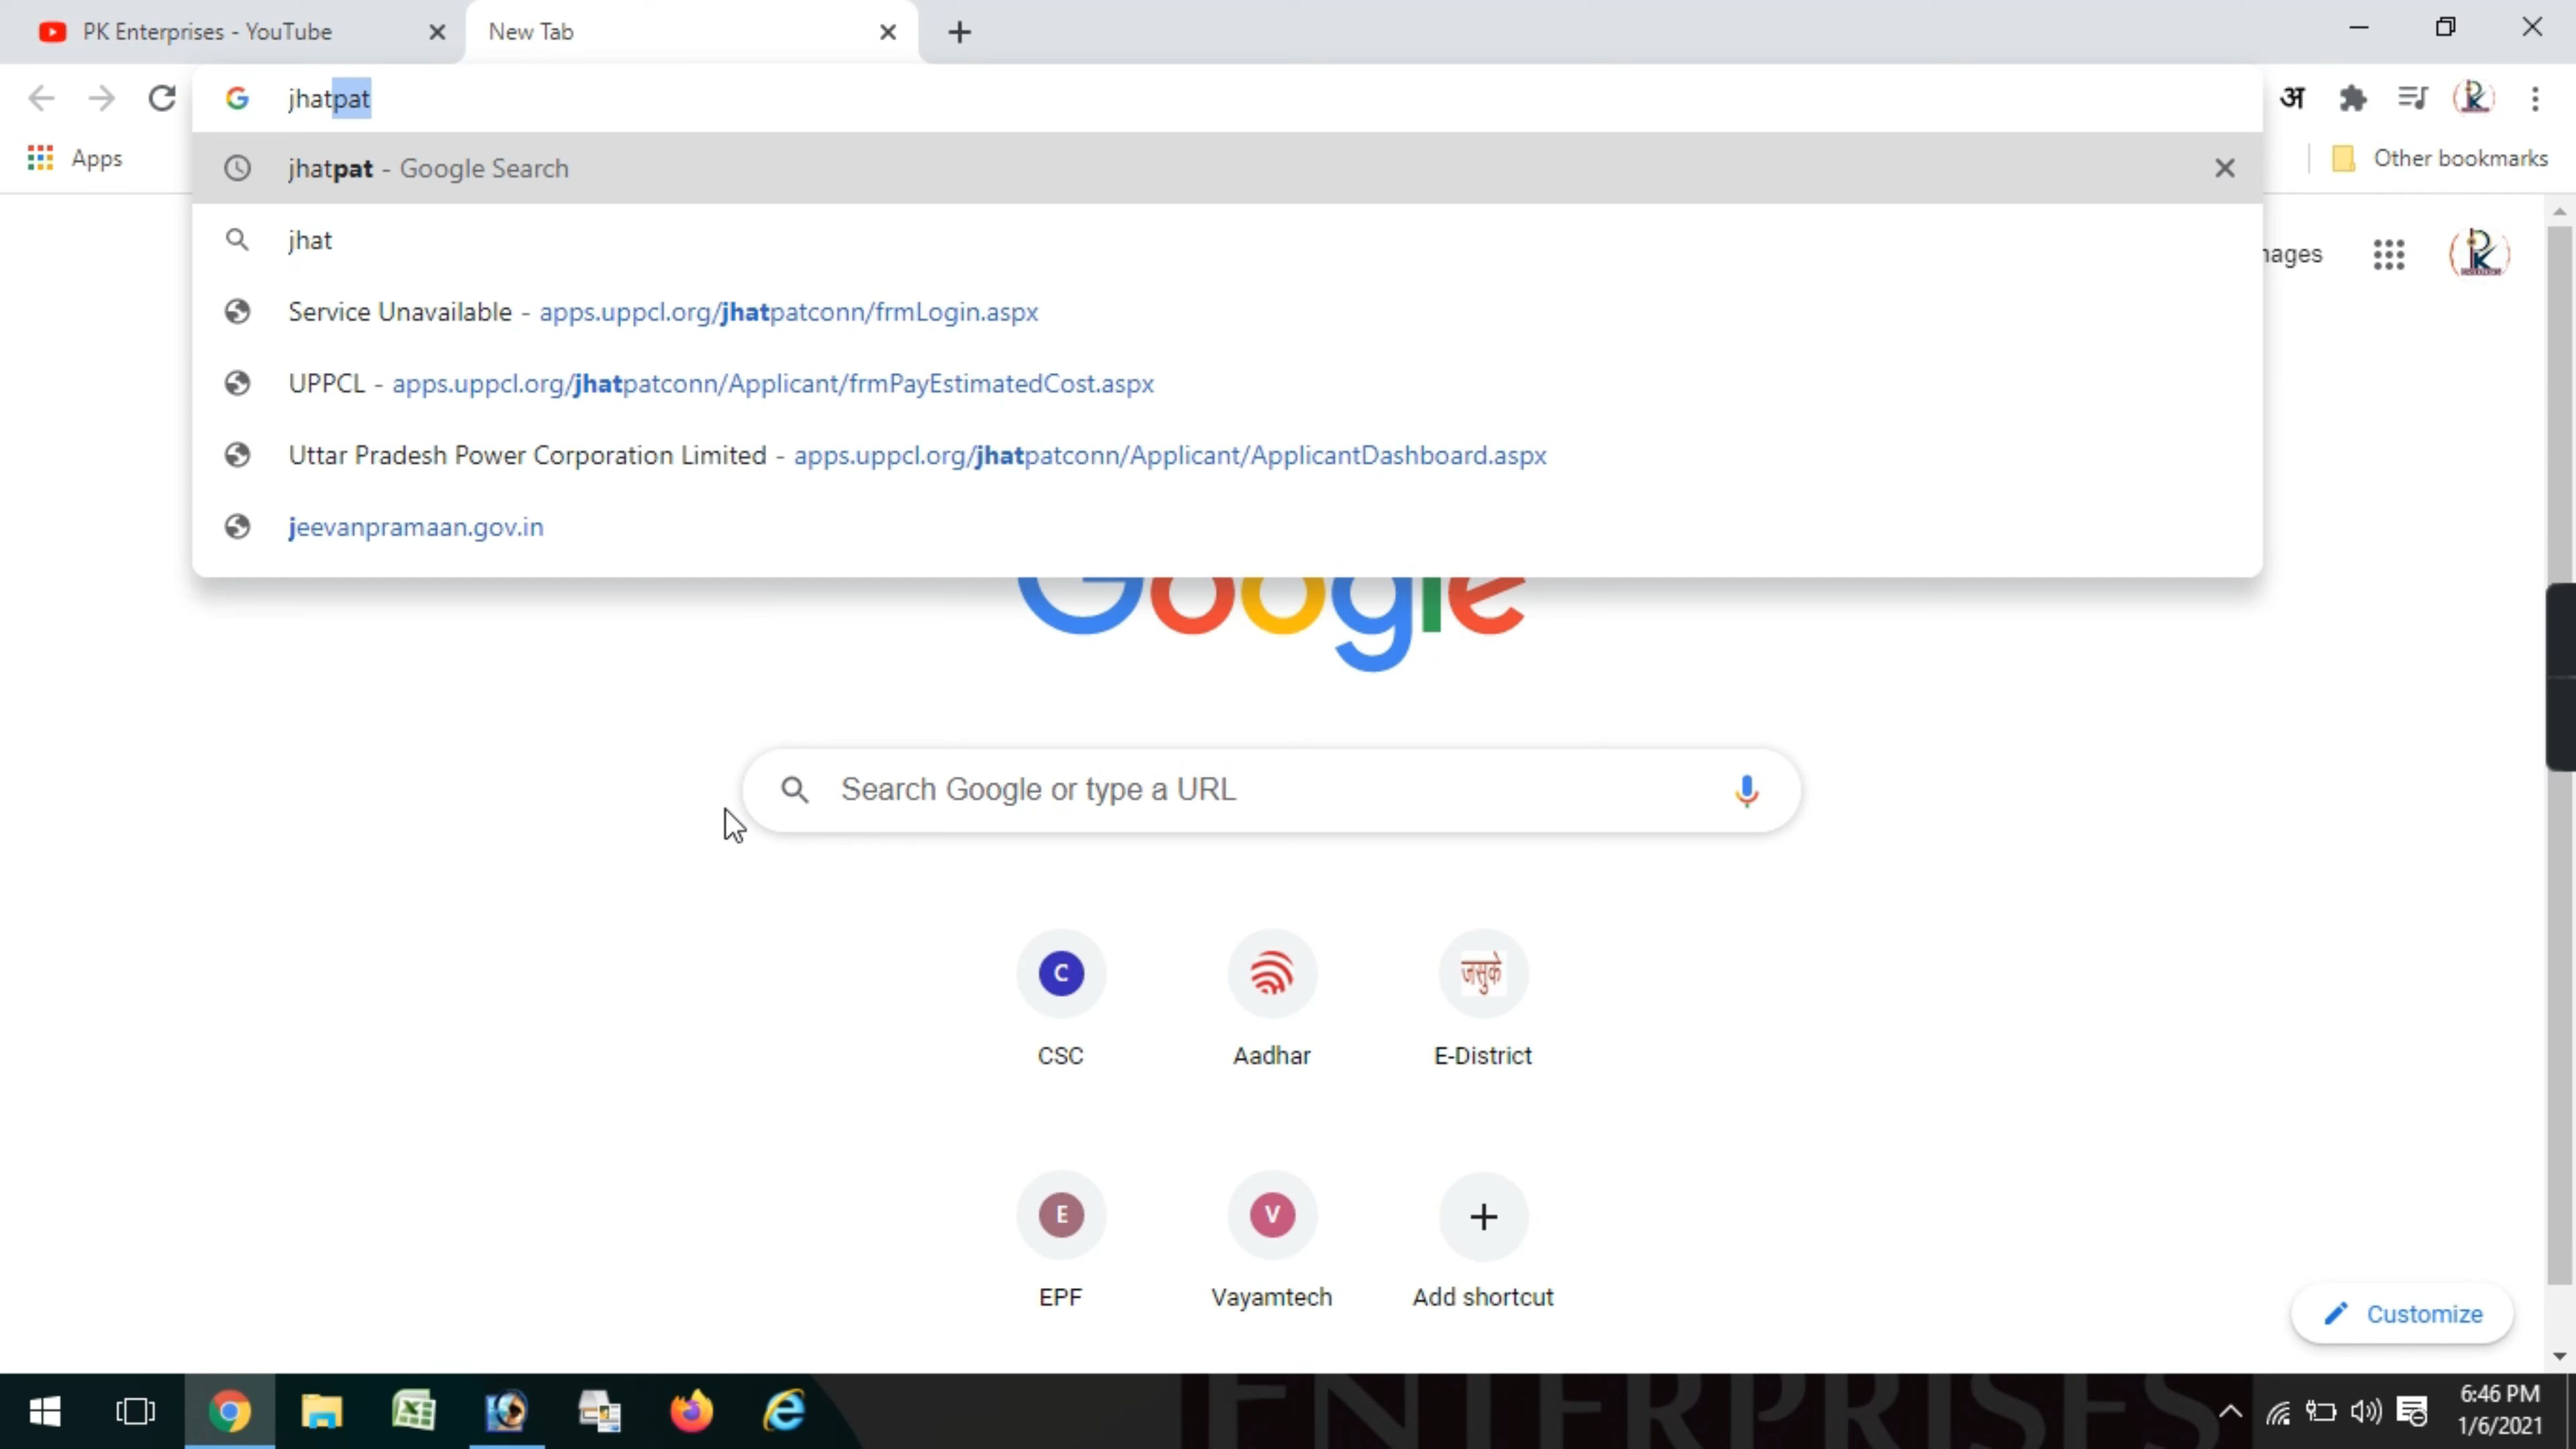 PK Enterprises - YouTube
New Tab
jhatpat
अ
Apps
Other bookmarks
jhatpat - Google Search
jhat
Service Unavailable - apps.uppcl.org/jhatpatconn/frmLogin.aspx
UPPCL - apps.uppcl.org/jhatpatconn/Applicant/frmPayEstimatedCost.aspx
Uttar Pradesh Power Corporation Limited - apps.uppcl.org/jhatpatconn/Applicant/ApplicantDashboard.aspx
jeevanpramaan.gov.in
Google
Search Google or type a URL
C
जसुके
CSC
Aadhar
E-District
E
V
EPF
Vayamtech
Add shortcut
Customize
ENTERPRISES
6:46 PM
1/6/2021